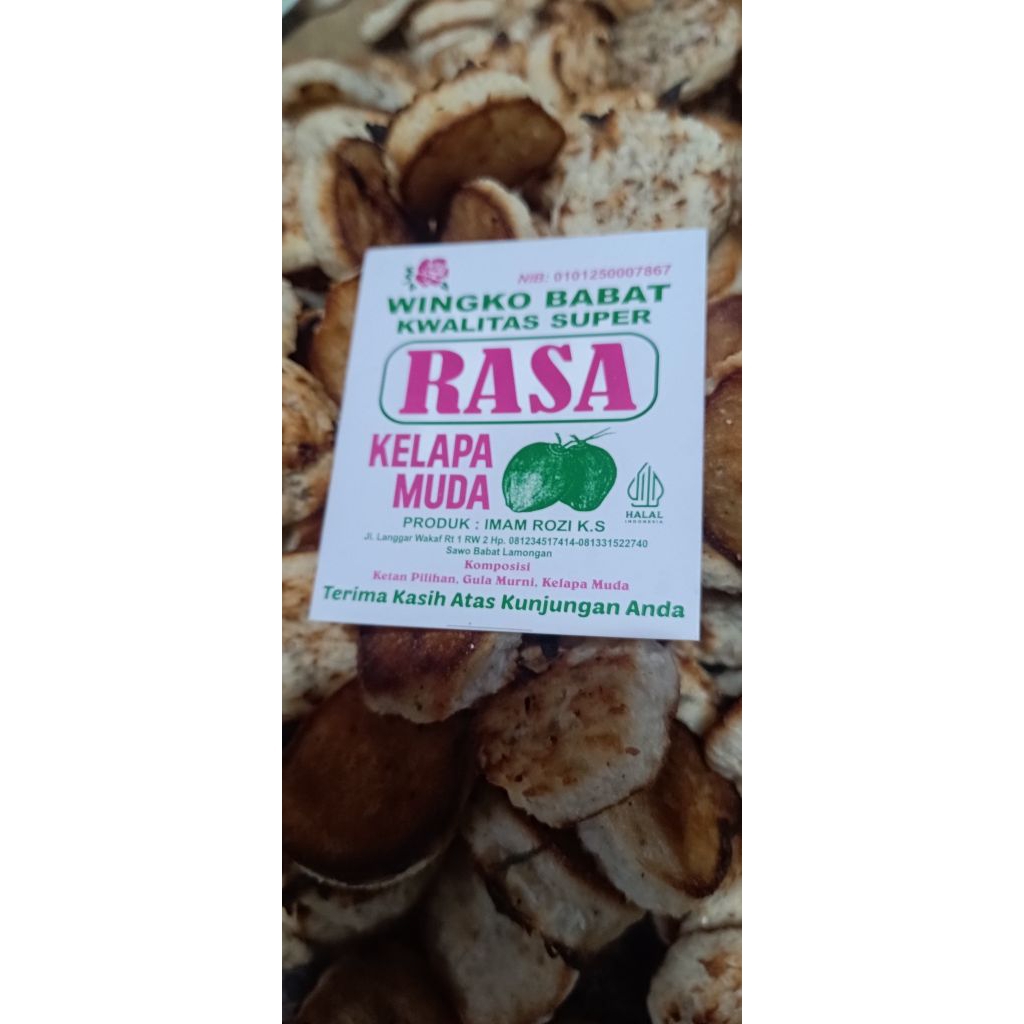 NIB: 0101250007867
WINGKO BABAT
KWALITAS SUPER
RASA
KELAPA
MUDA
HALAL
INDONESIA
PRODUK : IMAM ROZI K.S
Jl. Langgar Wakaf Rt 1 RW 2 Hp. 081234517414-081331522740
Sawo Babat Lamongan
Komposisi
Ketan Pilihan, Gula Murni, Kelapa Muda
Terima Kasih Atas Kunjungan Anda